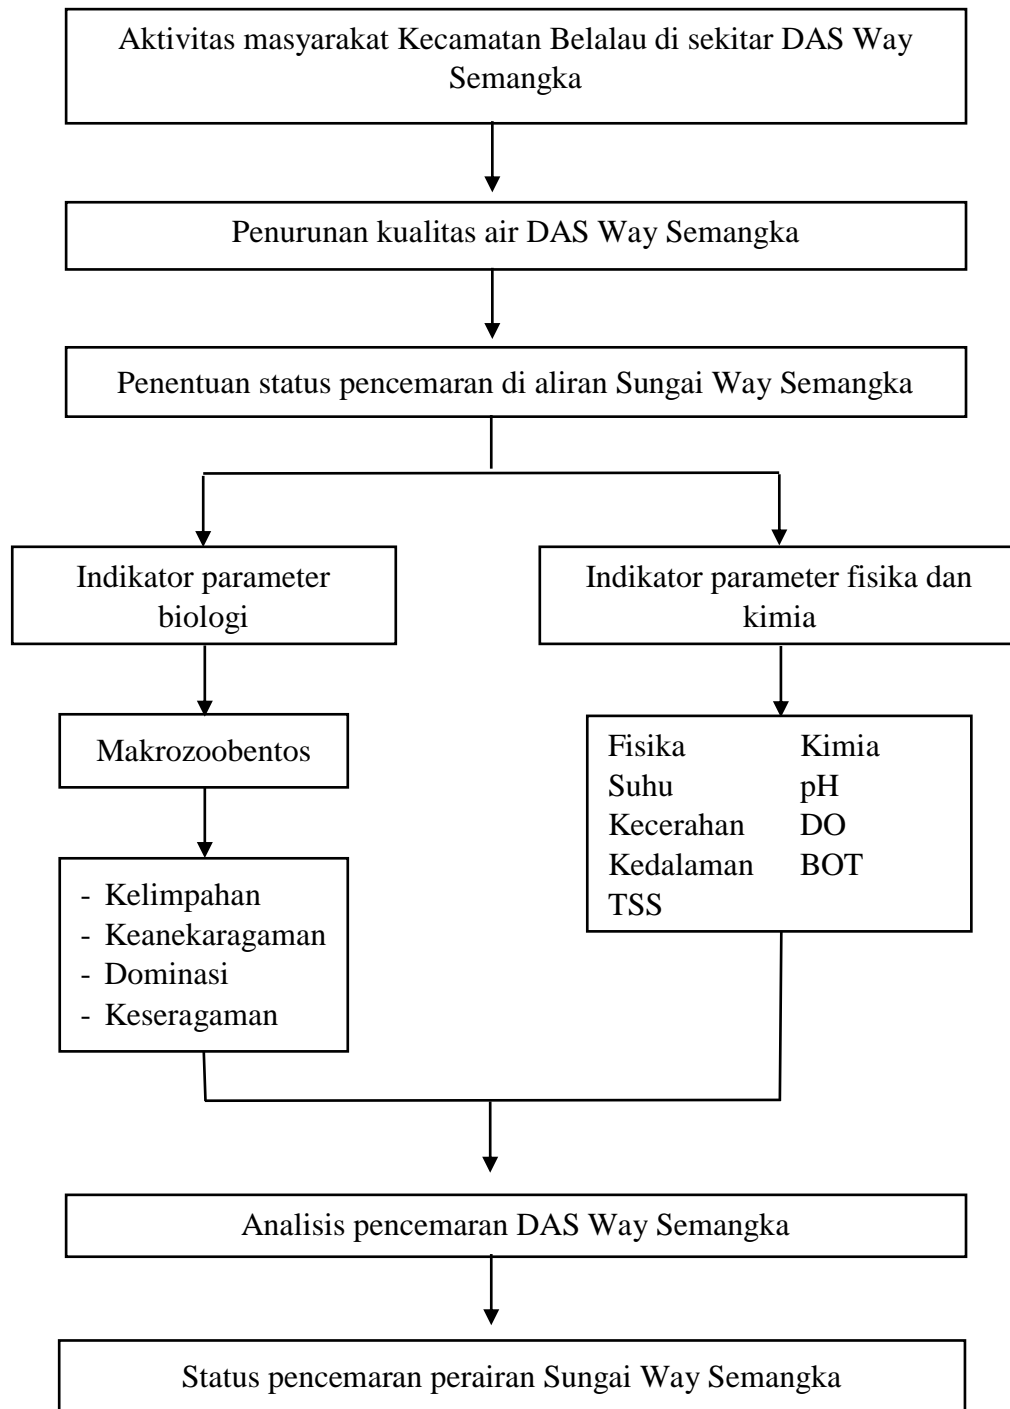 Aktivitas masyarakat Kecamatan Belalau di sekitar DAS Way
Semangka
Penurunan kualitas air DAS Way Semangka
Penentuan status pencemaran di aliran Sungai Way Semangka
Indikator parameter
biologi
Indikator parameter fisika dan
kimia
Makrozoobentos
- Kelimpahan
- Keanekaragaman
- Dominasi
- Keseragaman
Fisika Kimia
Suhu pH
Kecerahan DO
Kedalaman BOT
TSS
Analisis pencemaran DAS Way Semangka
Status pencemaran perairan Sungai Way Semangka